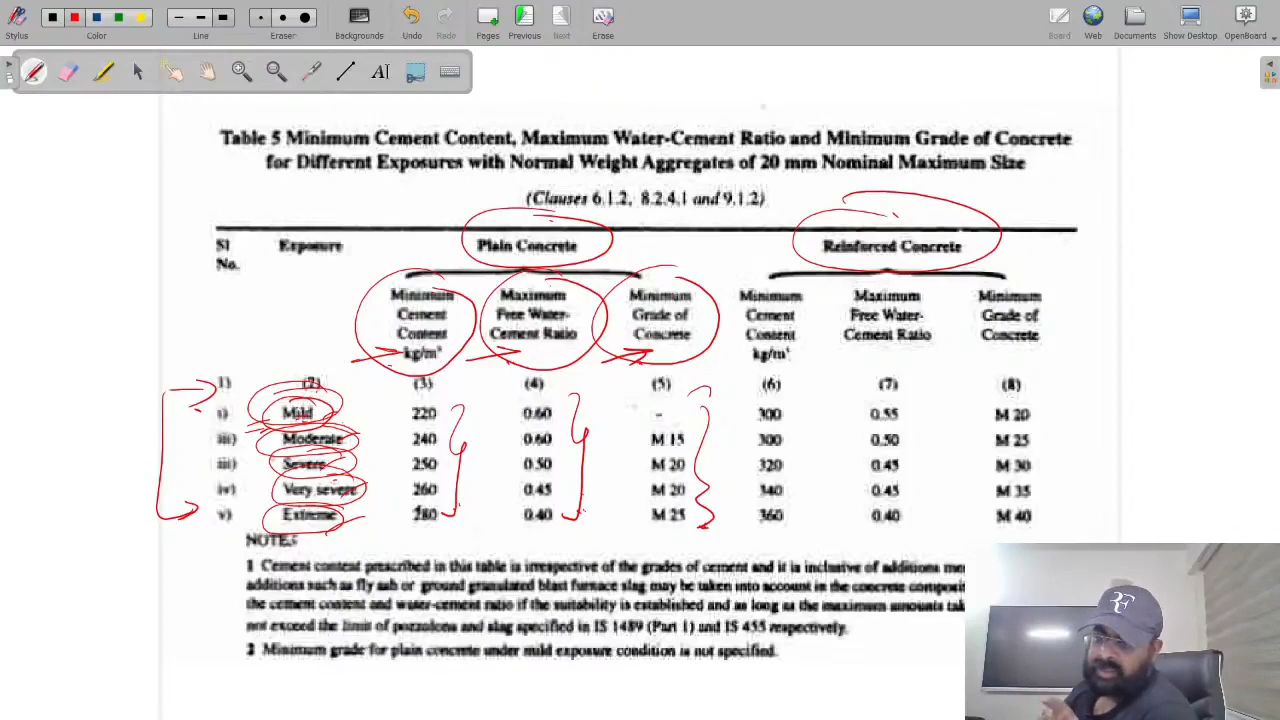 Stylus Color Line Eraser Backgrounds Undo Redo Pages Previous Next Erase Board Web Documents Show Desktop OpenBoard
Table 5 Minimum Cement Content, Maximum Water-Cement Ratio and Minimum Grade of Concrete
for Different Exposures with Normal Weight Aggregates of 20 mm Nominal Maximum Size
(Clauses 6.1.2, 8.2.4.1 and 9.1.2)
Sl Exposure Plain Concrete Reinforced Concrete
No.
Minimum Maximum Minimum Minimum Maximum Minimum
Cement Free Water- Grade of Cement Free Water- Grade of
Content Cement Ratio Concrete Content Cement Ratio Concrete
kg/m³ kg/m³
1) (2) (3) (4) (5) (6) (7) (8)
i) Mild 220 0.60 - 300 0.55 M 20
iii) Moderate 240 0.60 M 15 300 0.50 M 25
iii) Severe 250 0.50 M 20 320 0.45 M 30
iv) Very severe 260 0.45 M 20 340 0.45 M 35
v) Extreme 280 0.40 M 25 360 0.40 M 40
NOTES
1 Cement content prescribed in this table is irrespective of the grades of cement and it is inclusive of additions
additions such as fly ash or ground granulated blast furnace slag may be taken into account in the concrete
the cement content and water-cement ratio if the suitability is established and as long as the maximum amounts
not exceed the limit of pozzolona and slag specified in IS 1489 (Part 1) and IS 455 respectively.
2 Minimum grade for plain concrete under mild exposure condition is not specified.